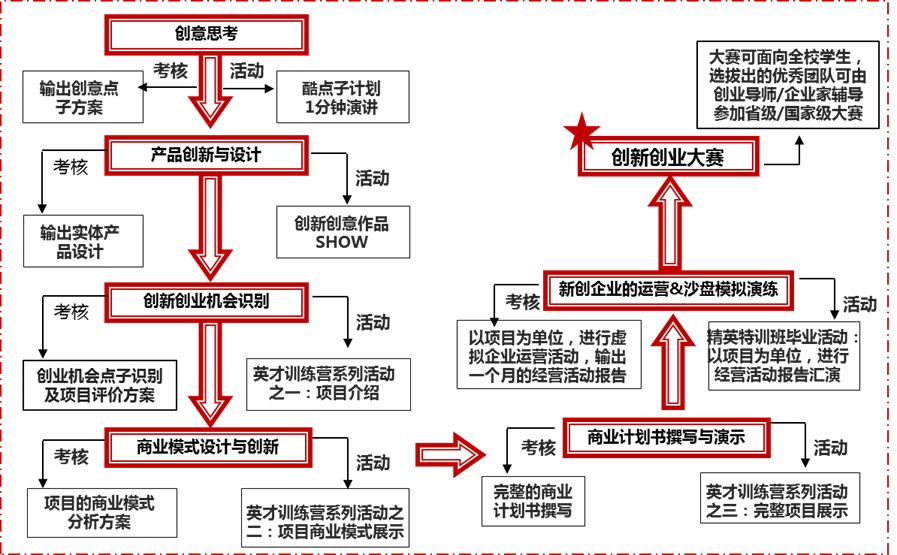 创意思考
考核
活动
输出创意点
子方案
酷点子计划
1分钟演讲
产品创新与设计
考核
活动
输出实体产
品设计
创新创意作品
SHOW
创新创业机会识别
考核
活动
创业机会点子识别
及项目评价方案
英才训练营系列活动
之一：项目介绍
商业模式设计与创新
考核
活动
项目的商业模式
分析方案
英才训练营系列活动之
二：项目商业模式展示
商业计划书撰写与演示
考核
活动
完整的商业
计划书撰写
英才训练营系列活动
之三：完整项目展示
新创企业的运营&沙盘模拟演练
考核
活动
以项目为单位，进行虚
拟企业运营活动，输出
一个月的经营活动报告
精英特训班毕业活动：
以项目为单位，进行
经营活动报告汇演
创新创业大赛
大赛可面向全校学生，
选拔出的优秀团队可由
创业导师/企业家辅导
参加省级/国家级大赛